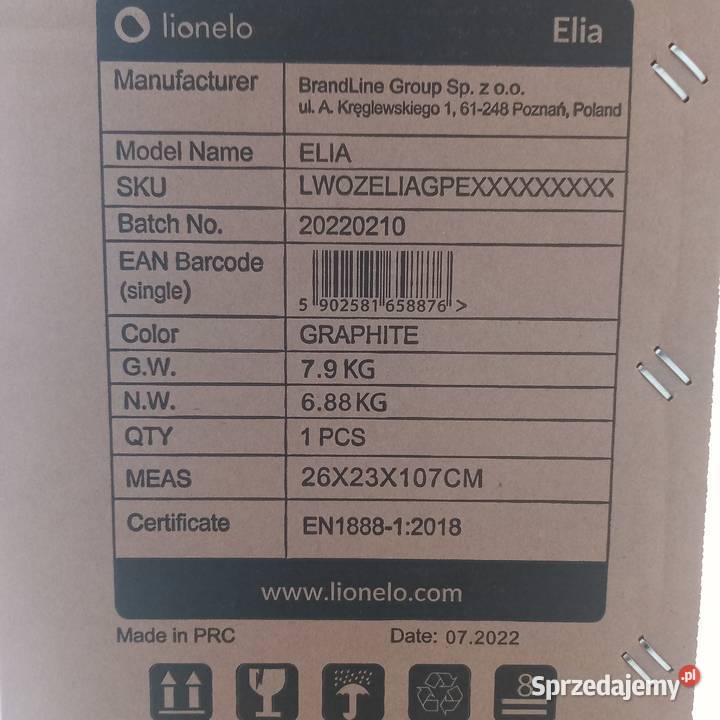 lionelo Elia
Manufacturer BrandLine Group Sp. z o.o.
ul. A. Kręglewskiego 1, 61-248 Poznań, Poland
Model Name ELIA
SKU LWOZELIAGPEXXXXXXXXX
Batch No. 20220210
EAN Barcode
(single)
5 902581 658876 >
Color GRAPHITE
G.W. 7.9 KG
N.W. 6.88 KG
QTY 1 PCS
MEAS 26X23X107CM
Certificate EN1888-1:2018
www.lionelo.com
Made in PRC Date: 07.2022
8
Sprzedajemy.pl